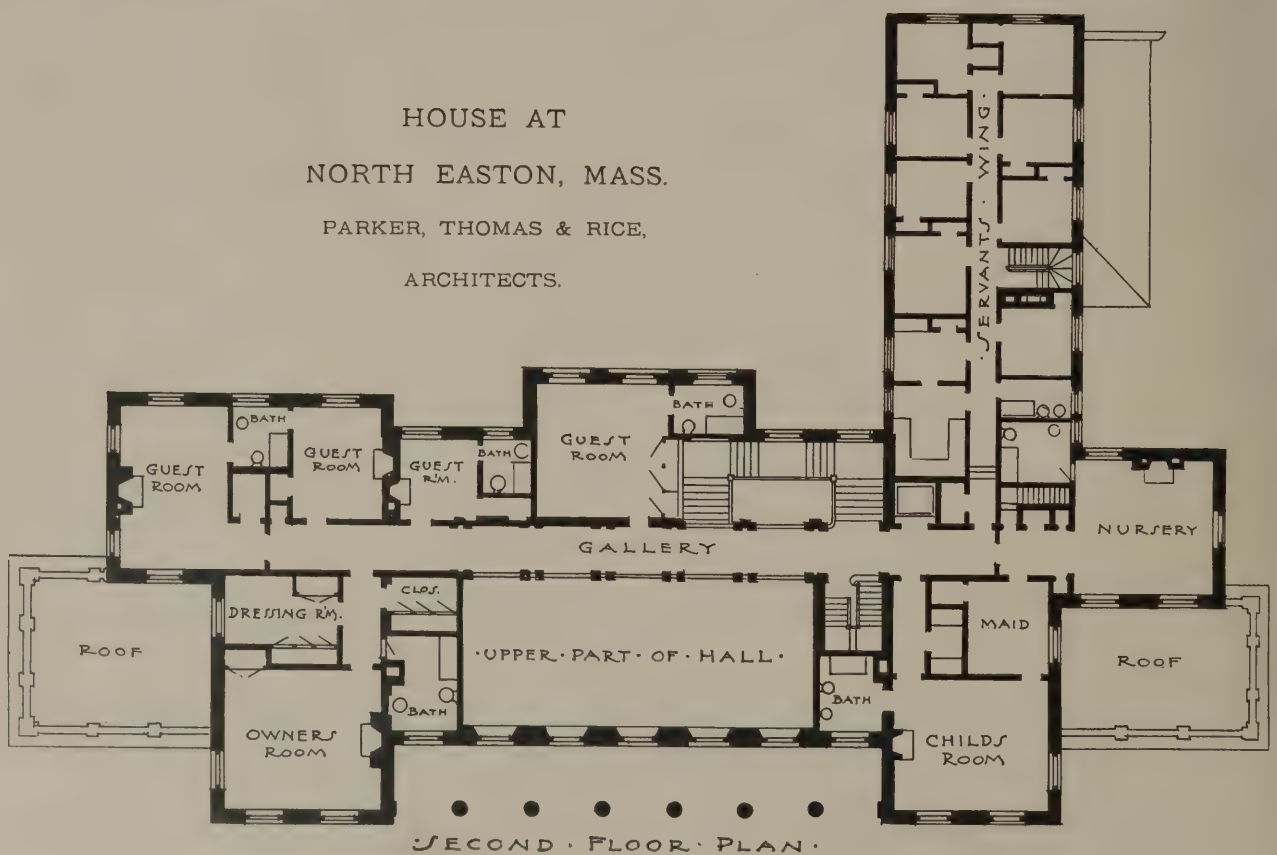 HOUSE AT
NORTH EASTON, MASS.
PARKER, THOMAS & RICE,
ARCHITECTS.
·SERVANTS·WING·
BATH
GUEST
ROOM
GUEST
ROOM
GUEST
R'M.
BATH
GUEST
ROOM
BATH
NURSERY
GALLERY
DRESSING R'M.
CLOS.
MAID
ROOF
·UPPER·PART·OF·HALL·
ROOF
OWNERS
ROOM
BATH
BATH
CHILDS
ROOM
·SECOND·FLOOR·PLAN·